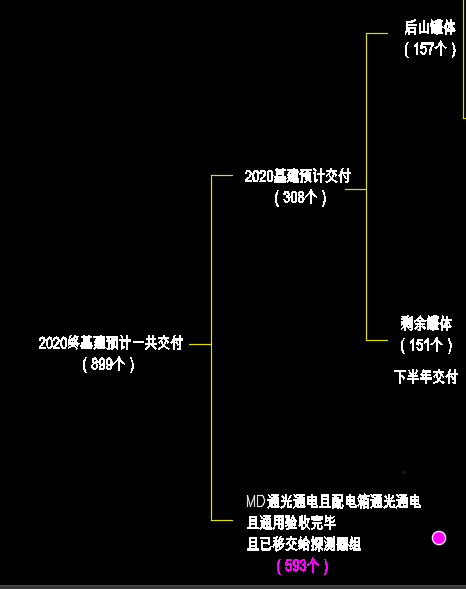 后山罐体
（157个）
2020基建预计交付
（308个）
2020终基建预计一共交付
（899个）
剩余罐体
（151个）
下半年交付
MD通光通电且配电箱通光通电
且通用验收完毕
且已移交给探测器组
（593个）